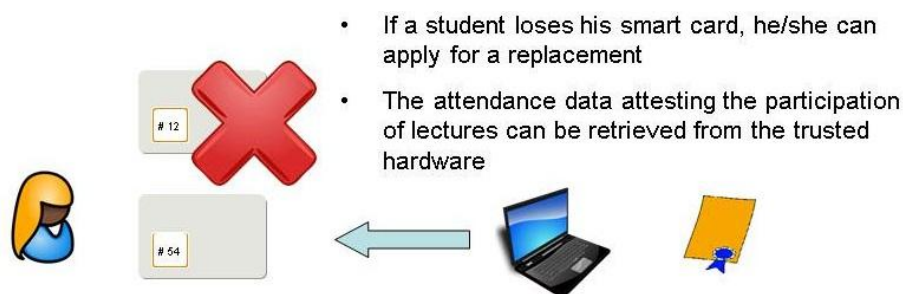 • If a student loses his smart card, he/she can
apply for a replacement
• The attendance data attesting the participation
of lectures can be retrieved from the trusted
hardware
# 12
# 54